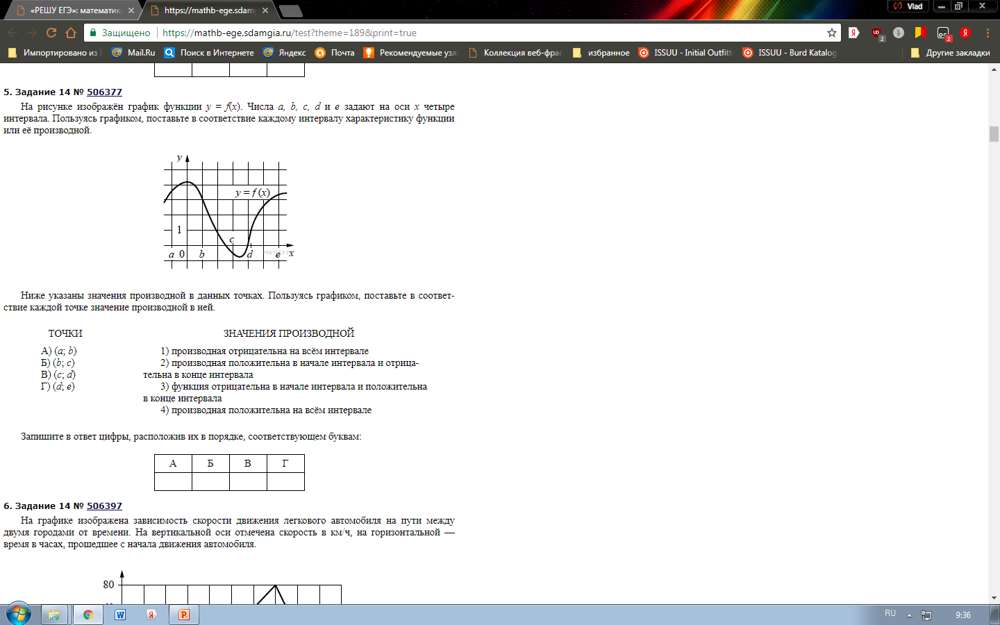 «РЕШУ ЕГЭ»: математика
https://mathb-ege.sdamg
Vlad
Защищено
https://mathb-ege.sdamgia.ru/test?theme=189&print=true
2
2
Импортировано из I
Mail.Ru
Поиск в Интернете
Яндекс
Почта
Рекомендуемые узл
Коллекция веб-фраг
избранное
ISSUU - Initial Outfitt
ISSUU - Burd Katalog
Другие закладки
5. Задание 14 № 506377
На рисунке изображён график функции y = f(x). Числа a, b, c, d и e задают на оси x четыре
интервала. Пользуясь графиком, поставьте в соответствие каждому интервалу характеристику функции
или её производной.
y
y = f (x)
1
c
a 0 b d e x
Ниже указаны значения производной в данных точках. Пользуясь графиком, поставьте в соответ-
ствие каждой точке значение производной в ней.
ТОЧКИ
ЗНАЧЕНИЯ ПРОИЗВОДНОЙ
А) (a; b)
Б) (b; c)
В) (c; d)
Г) (d; e)
1) производная отрицательна на всём интервале
2) производная положительна в начале интервала и отрица-
тельна в конце интервала
3) функция отрицательна в начале интервала и положительна
в конце интервала
4) производная положительна на всём интервале
Запишите в ответ цифры, расположив их в порядке, соответствующем буквам:
А Б В Г
6. Задание 14 № 506397
На графике изображена зависимость скорости движения легкового автомобиля на пути между
двумя городами от времени. На вертикальной оси отмечена скорость в км/ч, на горизонтальной —
время в часах, прошедшее с начала движения автомобиля.
80
RU
9:36